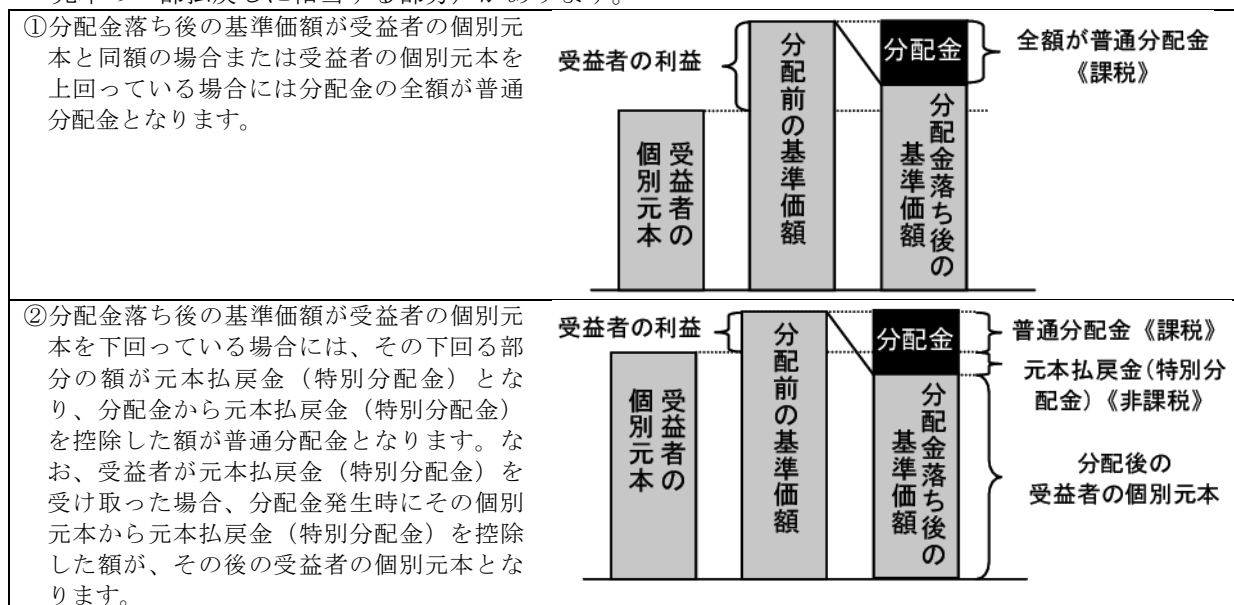 ①分配金落ち後の基準価額が受益者の個別元
本と同額の場合または受益者の個別元本を
上回っている場合には分配金の全額が普通
分配金となります。
受益者の利益
受益者の
個別元本
分配前の基準価額
分配金
分配金落ち後の
基準価額
全額が普通分配金
《課税》
②分配金落ち後の基準価額が受益者の個別元
本を下回っている場合には、その下回る部
分の額が元本払戻金（特別分配金）とな
り、分配金から元本払戻金（特別分配金）
を控除した額が普通分配金となります。な
お、受益者が元本払戻金（特別分配金）を
受け取った場合、分配金発生時にその個別
元本から元本払戻金（特別分配金）を控除
した額が、その後の受益者の個別元本とな
ります。
受益者の利益
受益者の
個別元本
分配前の基準価額
分配金
分配金落ち後の
基準価額
普通分配金《課税》
元本払戻金(特別分
配金)《非課税》
分配後の
受益者の個別元本